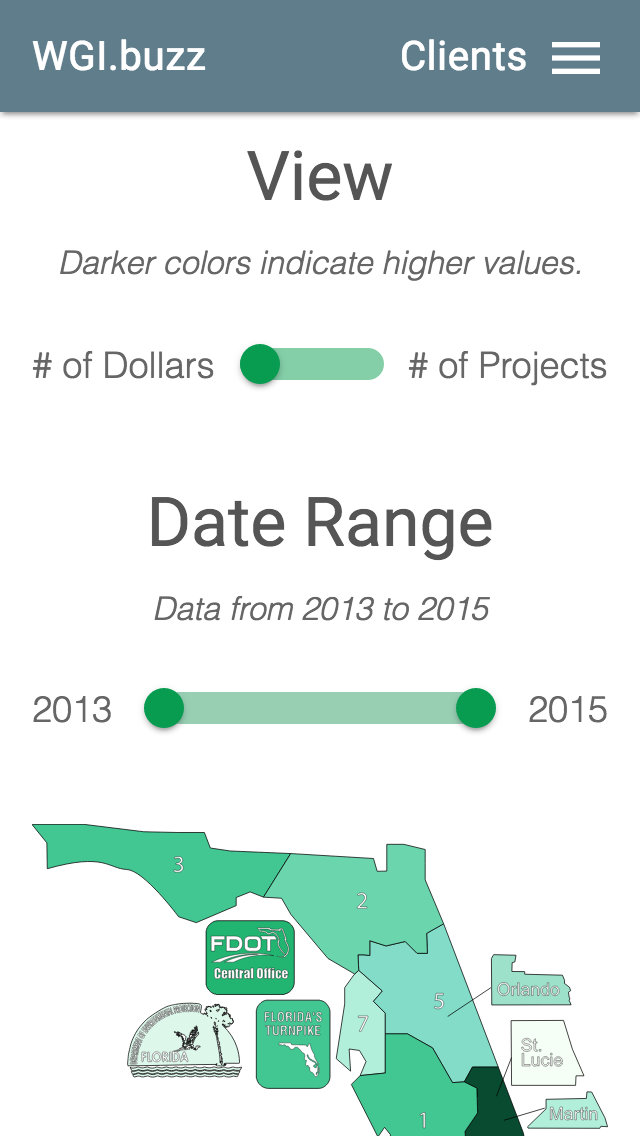 WGI.buzz
Clients
View
Darker colors indicate higher values.
# of Dollars
# of Projects
Date Range
Data from 2013 to 2015
2013
2015
3
2
FDOT
Central Office
5
Orlando
FLORIDA'S
TURNPIKE
7
FLORIDA
St.
Lucie
1
Martin